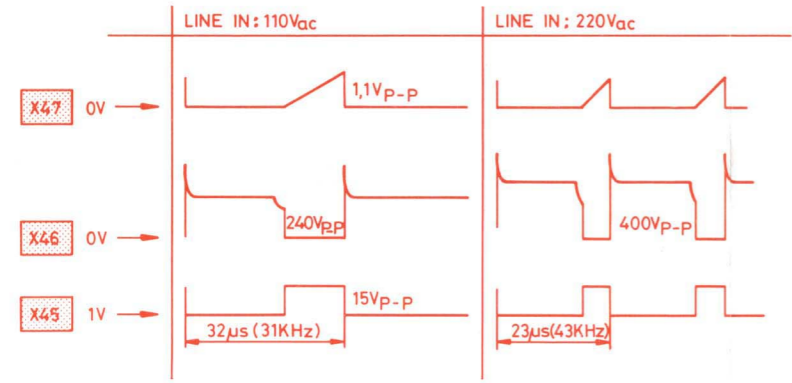 LINE IN: 110Vac
LINE IN: 220Vac
X47 0V
1,1Vp-p
X46 0V
240Vpp
400Vp-p
X45 1V
15Vp-p
32µs (31KHz)
23µs(43KHz)